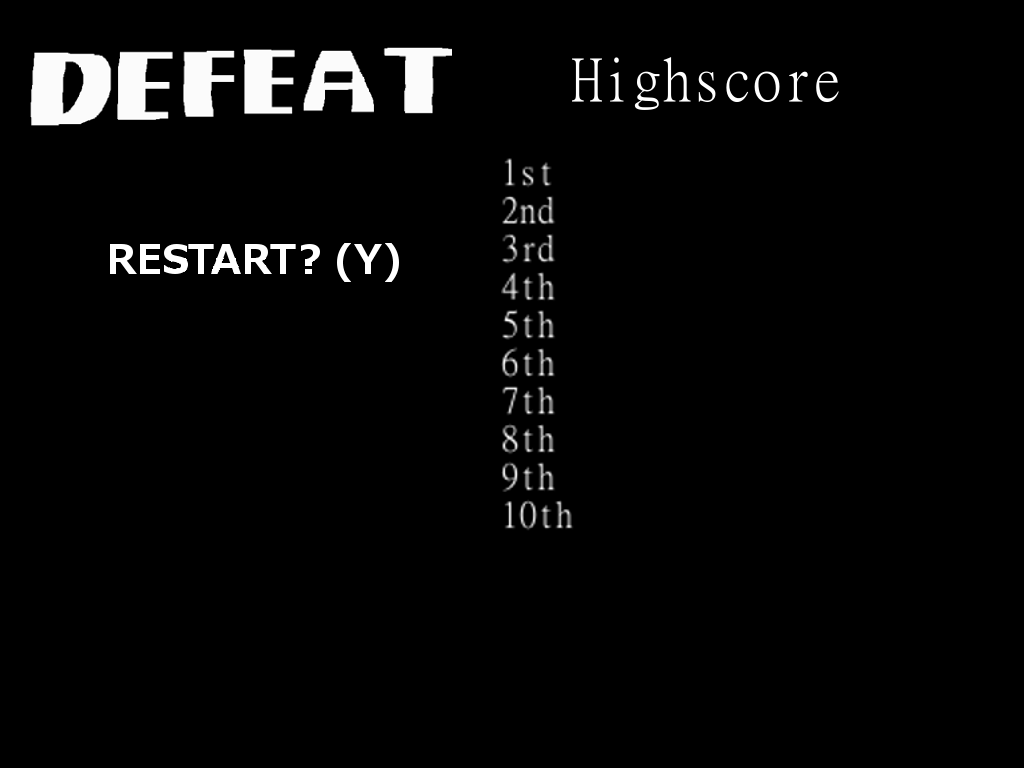 DEFEAT
RESTART? (Y)
Highscore
1st
2nd
3rd
4th
5th
6th
7th
8th
9th
10th